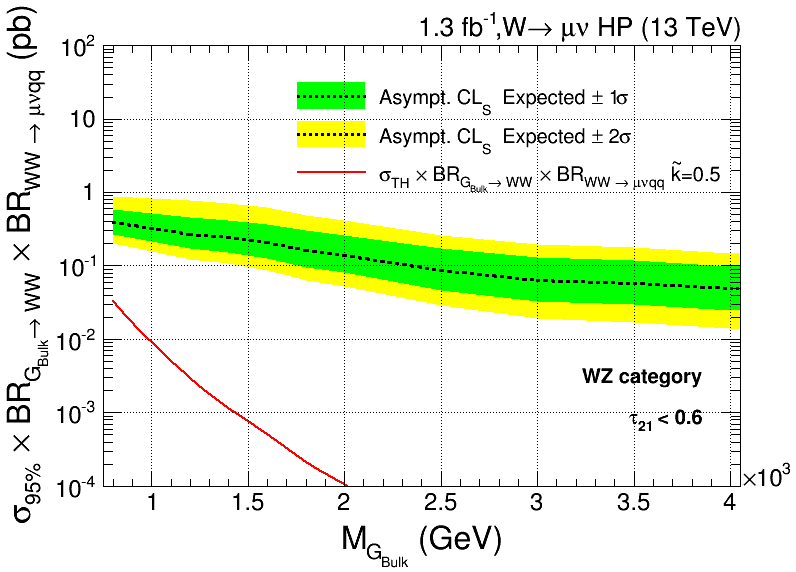 1.3 fb⁻¹,W→ μν HP (13 TeV)
σ₉₅% × BR_G_Bulk→ WW × BR_WW → μνqq (pb)
10²
10
1
10⁻¹
10⁻²
10⁻³
10⁻⁴
Asympt. CL_S Expected ± 1σ
Asympt. CL_S Expected ± 2σ
σ_TH × BR_G_Bulk→ WW × BR_WW → μνqq k̃=0.5
WZ category
τ₂₁ < 0.6
1 1.5 2 2.5 3 3.5 4 ×10³
M_G_Bulk (GeV)